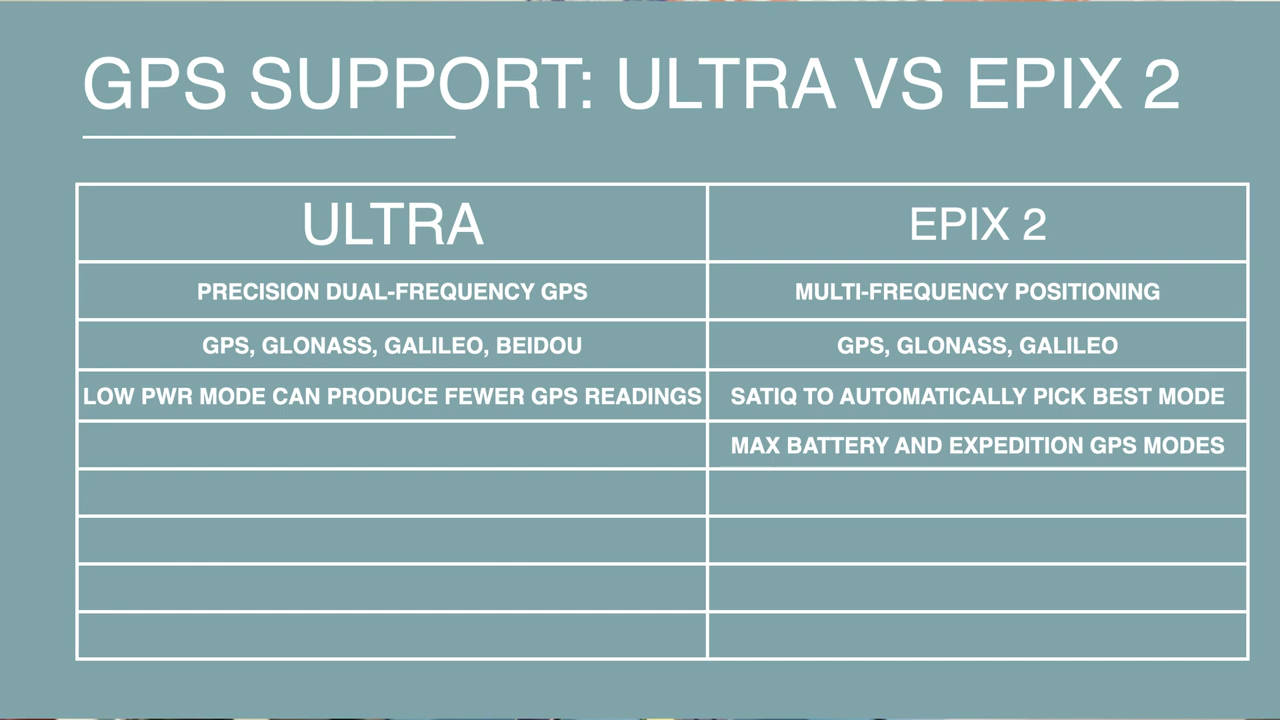 GPS SUPPORT: ULTRA VS EPIX 2
ULTRA
EPIX 2
PRECISION DUAL-FREQUENCY GPS
MULTI-FREQUENCY POSITIONING
GPS, GLONASS, GALILEO, BEIDOU
GPS, GLONASS, GALILEO
LOW PWR MODE CAN PRODUCE FEWER GPS READINGS
SATIQ TO AUTOMATICALLY PICK BEST MODE
MAX BATTERY AND EXPEDITION GPS MODES